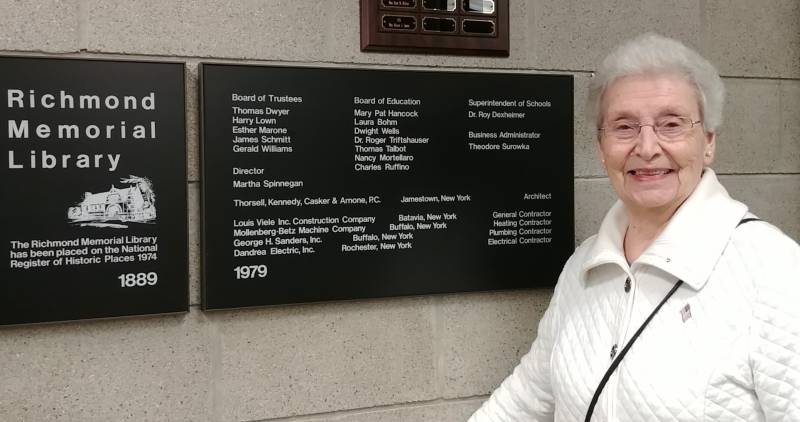 Richmond
Memorial
Library
The Richmond Memorial Library
has been placed on the National
Register of Historic Places 1974
1889
Board of Trustees
Thomas Dwyer
Harry Lown
Esther Marone
James Schmitt
Gerald Williams
Director
Martha Spinnegan
Board of Education
Mary Pat Hancock
Laura Bohm
Dwight Wells
Dr. Roger Triftshauser
Thomas Talbot
Nancy Mortellaro
Charles Ruffino
Superintendent of Schools
Dr. Roy Dexheimer
Business Administrator
Theodore Surowka
Thorsell, Kennedy, Casker & Arnone, P.C. Jamestown, New York Architect
Louis Viele Inc. Construction Company Batavia, New York General Contractor
Mollenberg-Betz Machine Company Buffalo, New York Heating Contractor
George H. Sanders, Inc. Buffalo, New York Plumbing Contractor
Dandrea Electric, Inc. Rochester, New York Electrical Contractor
1979